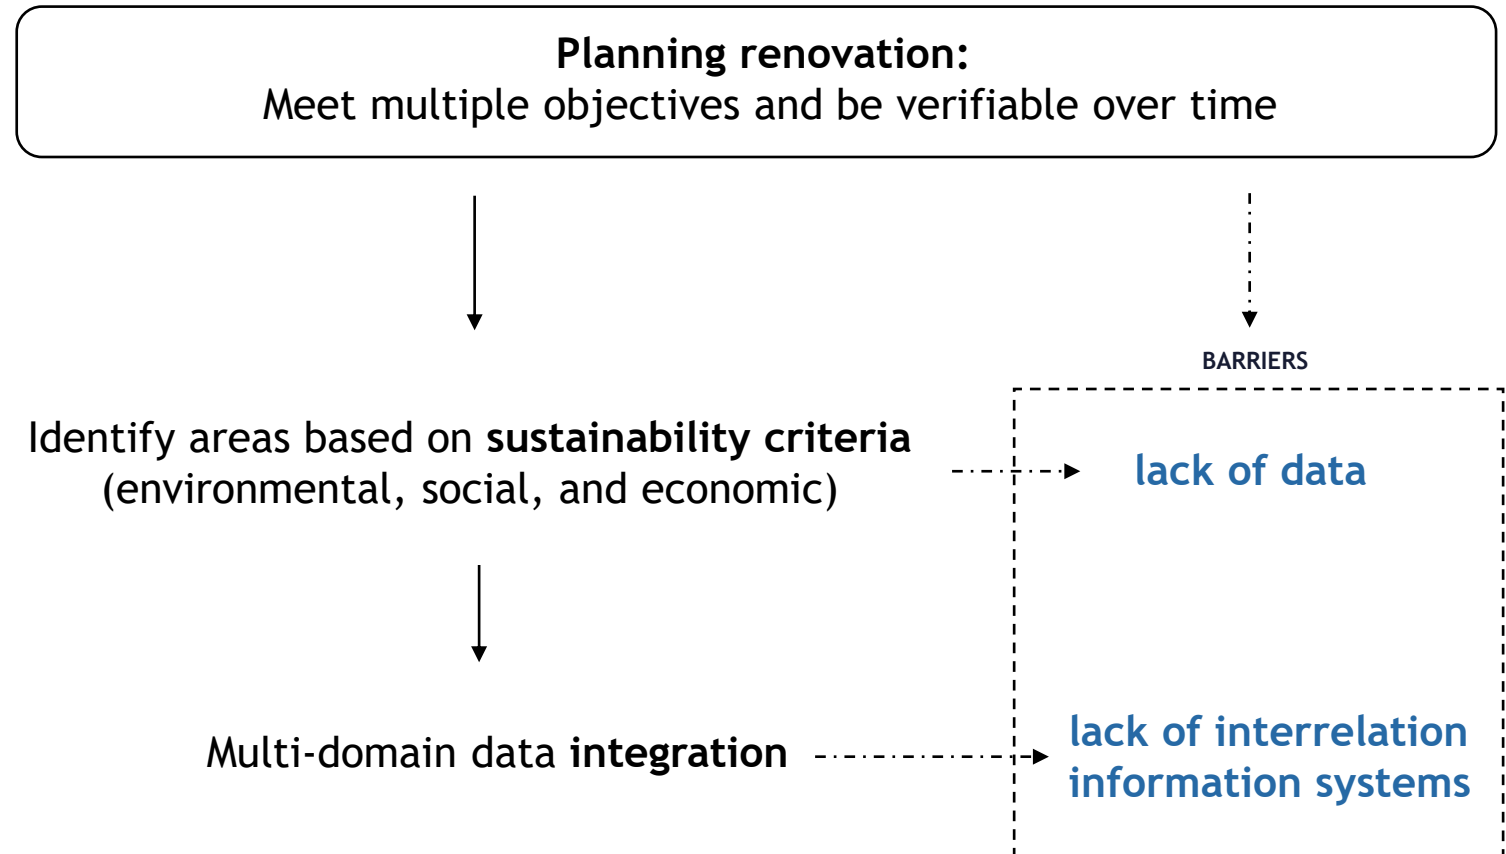 Planning renovation:
Meet multiple objectives and be verifiable over time
BARRIERS
Identify areas based on sustainability criteria
(environmental, social, and economic)
lack of data
Multi-domain data integration
lack of interrelation
information systems